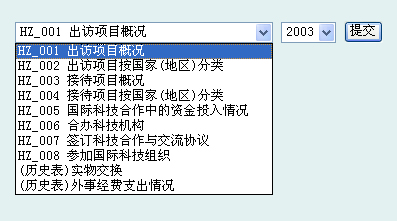 HZ_001 出访项目概况 2003 提交
HZ_001 出访项目概况
HZ_002 出访项目按国家(地区)分类
HZ_003 接待项目概况
HZ_004 接待项目按国家(地区)分类
HZ_005 国际科技合作中的资金投入情况
HZ_006 合办科技机构
HZ_007 签订科技合作与交流协议
HZ_008 参加国际科技组织
(历史表)实物交换
(历史表)外事经费支出情况